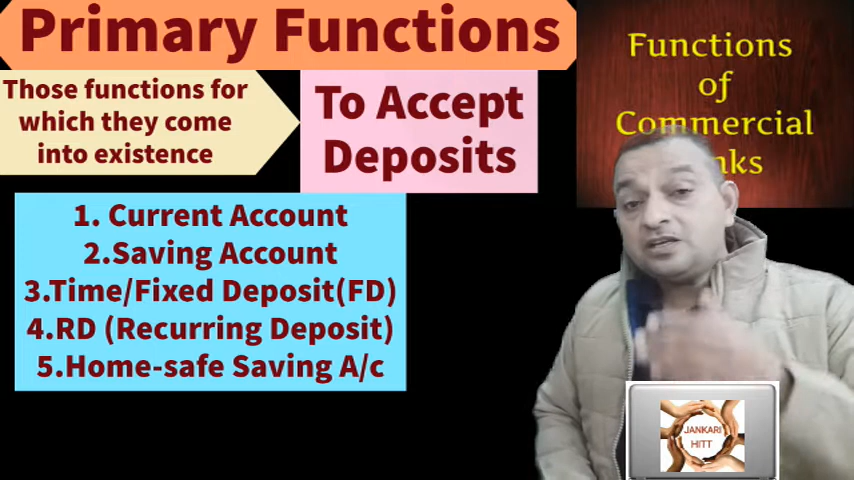 Primary Functions
Those functions for
which they come
into existence
To Accept
Deposits
1. Current Account
2.Saving Account
3.Time/Fixed Deposit(FD)
4.RD (Recurring Deposit)
5.Home-safe Saving A/c
Functions
of
Commercial
nks
JANKARI
HITT